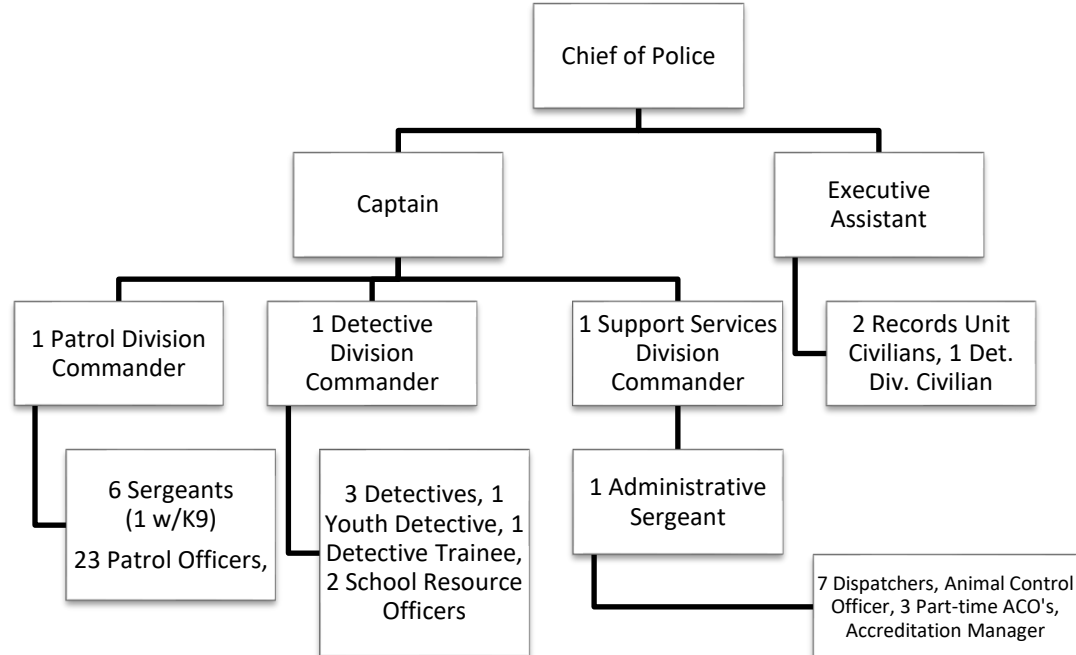 Chief of Police
Captain
Executive
Assistant
1 Patrol Division
Commander
1 Detective
Division
Commander
1 Support Services
Division
Commander
2 Records Unit
Civilians, 1 Det.
Div. Civilian
6 Sergeants
(1 w/K9)
23 Patrol Officers,
3 Detectives, 1
Youth Detective, 1
Detective Trainee,
2 School Resource
Officers
1 Administrative
Sergeant
7 Dispatchers, Animal Control
Officer, 3 Part-time ACO's,
Accreditation Manager